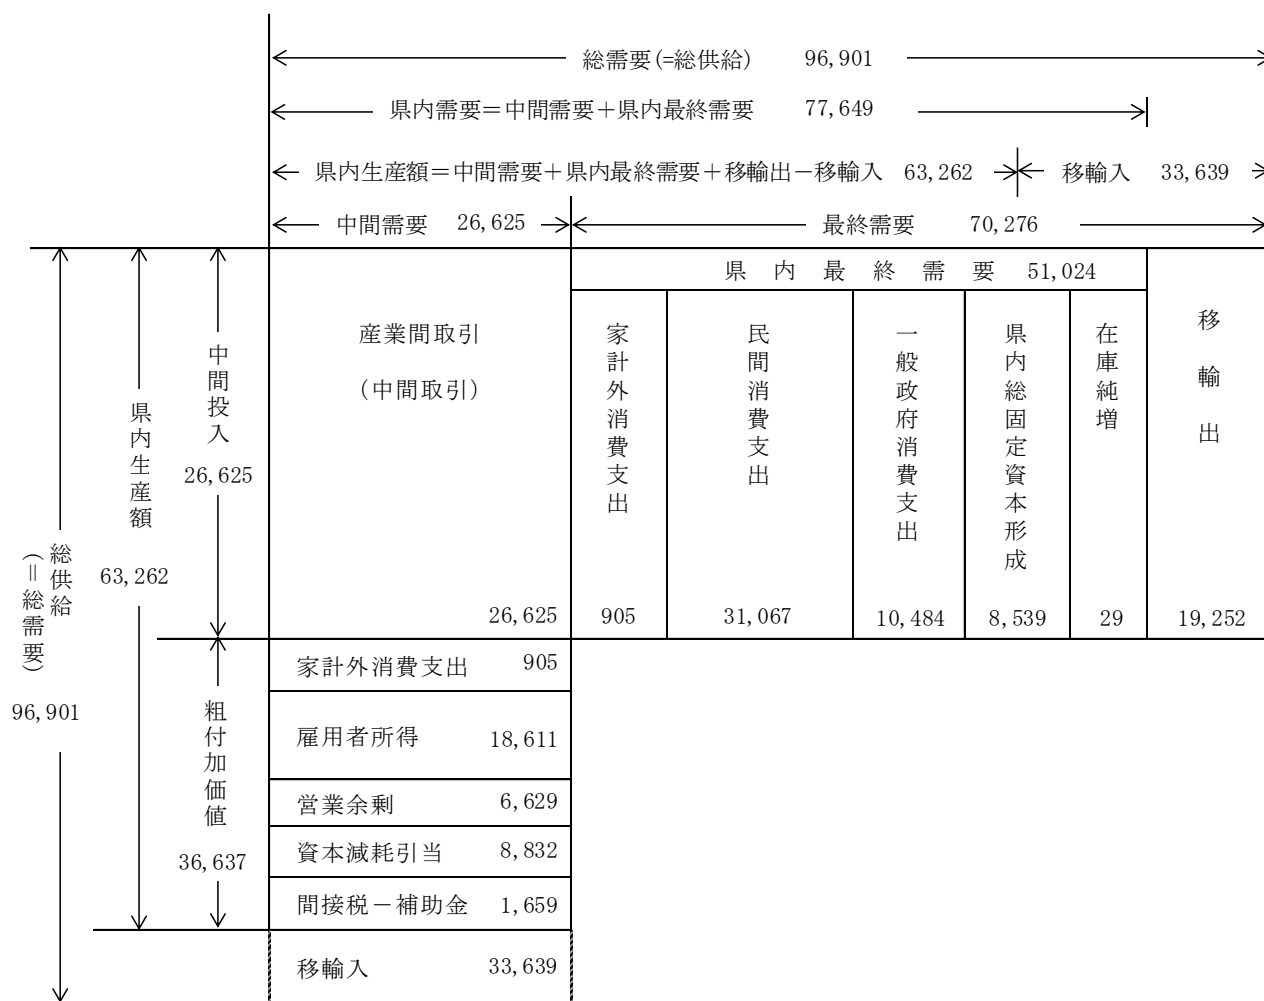 総需要(=総供給) 96,901
県内需要＝中間需要＋県内最終需要 77,649
県内生産額＝中間需要＋県内最終需要＋移輸出－移輸入 63,262 移輸入 33,639
中間需要 26,625 最終需要 70,276
県内最終需要 51,024
産業間取引
（中間取引）
26,625
家計外消費支出
905
民間消費支出
31,067
一般政府消費支出
10,484
県内総固定資本形成
8,539
在庫純増
29
移輸出
19,252
中間投入
26,625
県内生産額
63,262
総供給
(＝総需要)
96,901
粗付加価値
36,637
家計外消費支出 905
雇用者所得 18,611
営業余剰 6,629
資本減耗引当 8,832
間接税－補助金 1,659
移輸入 33,639